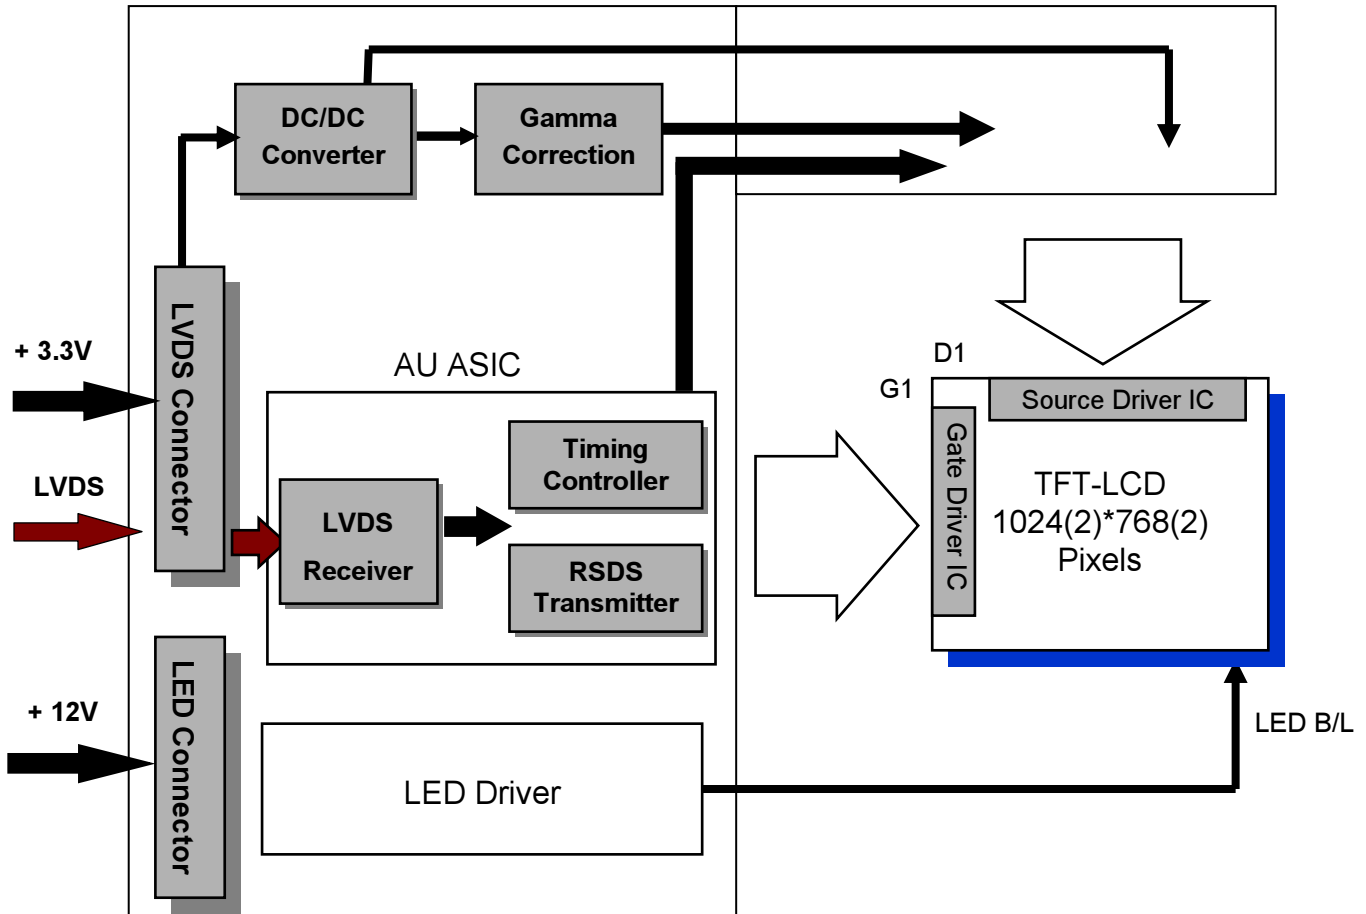 DC/DC
Converter
Gamma
Correction
+ 3.3V
LVDS Connector
LVDS
AU ASIC
LVDS
Receiver
Timing
Controller
RSDS
Transmitter
D1
G1
Source Driver IC
Gate Driver IC
TFT-LCD
1024(2)*768(2)
Pixels
+ 12V
LED Connector
LED Driver
LED B/L